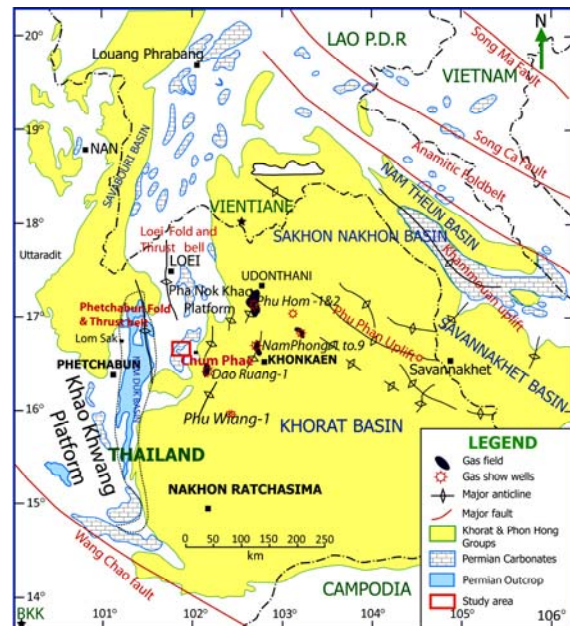 LAO P.D.R
N
20°
Louang Phrabang
Song Ma Fault
VIETNAM
19°
NAN
SAVABOURI BASIN
Song Ca Fault
Anamitic Foldbelt
NAM THEUN BASIN
18°
VIENTIANE
Loei Fold and
Thrust bell
LOEI
SAKHON NAKHON BASIN
Uttaradit
Khammouan uplift
UDONTHANI
Pha Nok Khao
Platform
Phu Hom -1&2
17°
Phetchabun Fold
& Thrust belt
Lom Sak
NamPhong1 to.9
Phu Phan Uplift
SAVANNAKHET BASIN
Chum Phae
KHONKAEN
Savannakhet
PHETCHABUN
Dao Ruang-1
16°
Phu Wiang-1
KHORAT BASIN
Khao Khwang
Platform
THAILAND
NAKHON RATCHASIMA
15°
0 50 100 150 200 250
km
Wang Chao fault
14°
CAMPODIA
BKK
101° 102° 103° 104° 105° 106°
LEGEND
Gas field
Gas show wells
Major anticline
Major fault
Khorat & Phon Hong
Groups
Permian Carbonates
Permian Outcrop
Study area